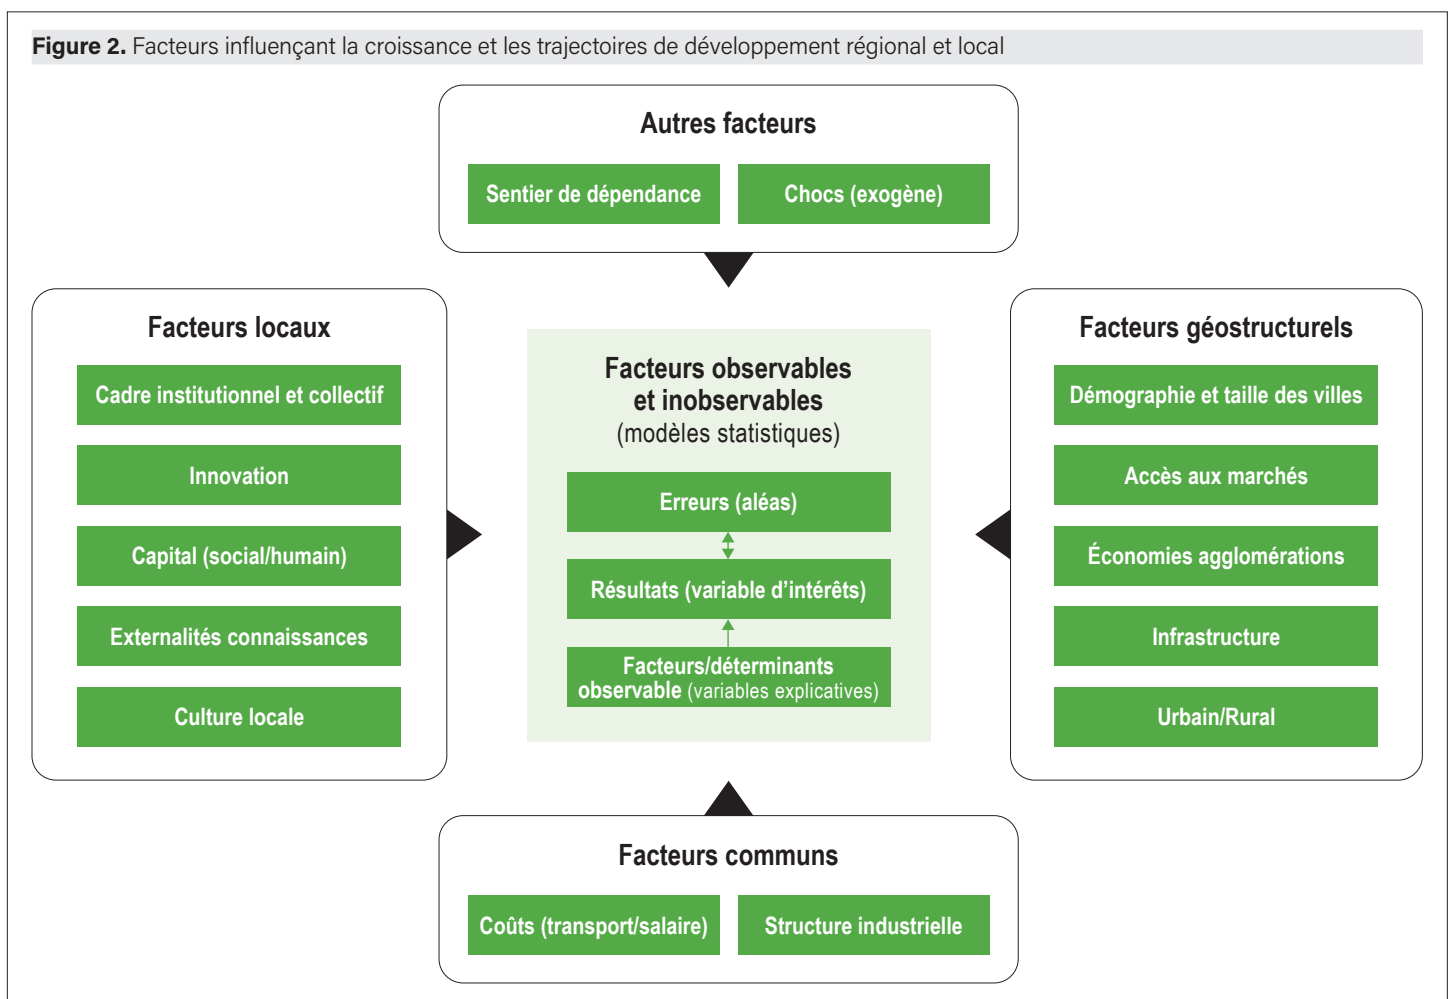 Figure 2. Facteurs influençant la croissance et les trajectoires de développement régional et local
Autres facteurs
Sentier de dépendance
Chocs (exogène)
Facteurs locaux
Cadre institutionnel et collectif
Innovation
Capital (social/humain)
Externalités connaissances
Culture locale
Facteurs observables
et inobservables
(modèles statistiques)
Erreurs (aléas)
Résultats (variable d’intérêts)
Facteurs/déterminants
observable (variables explicatives)
Facteurs géostructurels
Démographie et taille des villes
Accès aux marchés
Économies agglomérations
Infrastructure
Urbain/Rural
Facteurs communs
Coûts (transport/salaire)
Structure industrielle